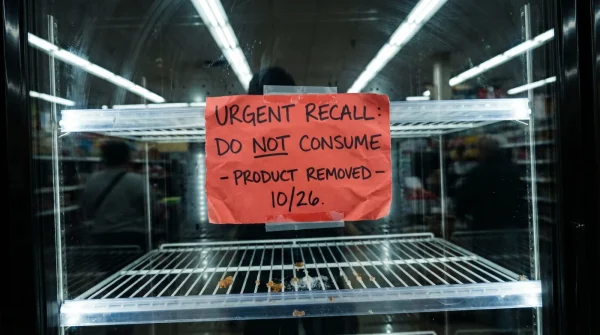 URGENT RECALL:
DO NOT CONSUME
- PRODUCT REMOVED -
10/26.